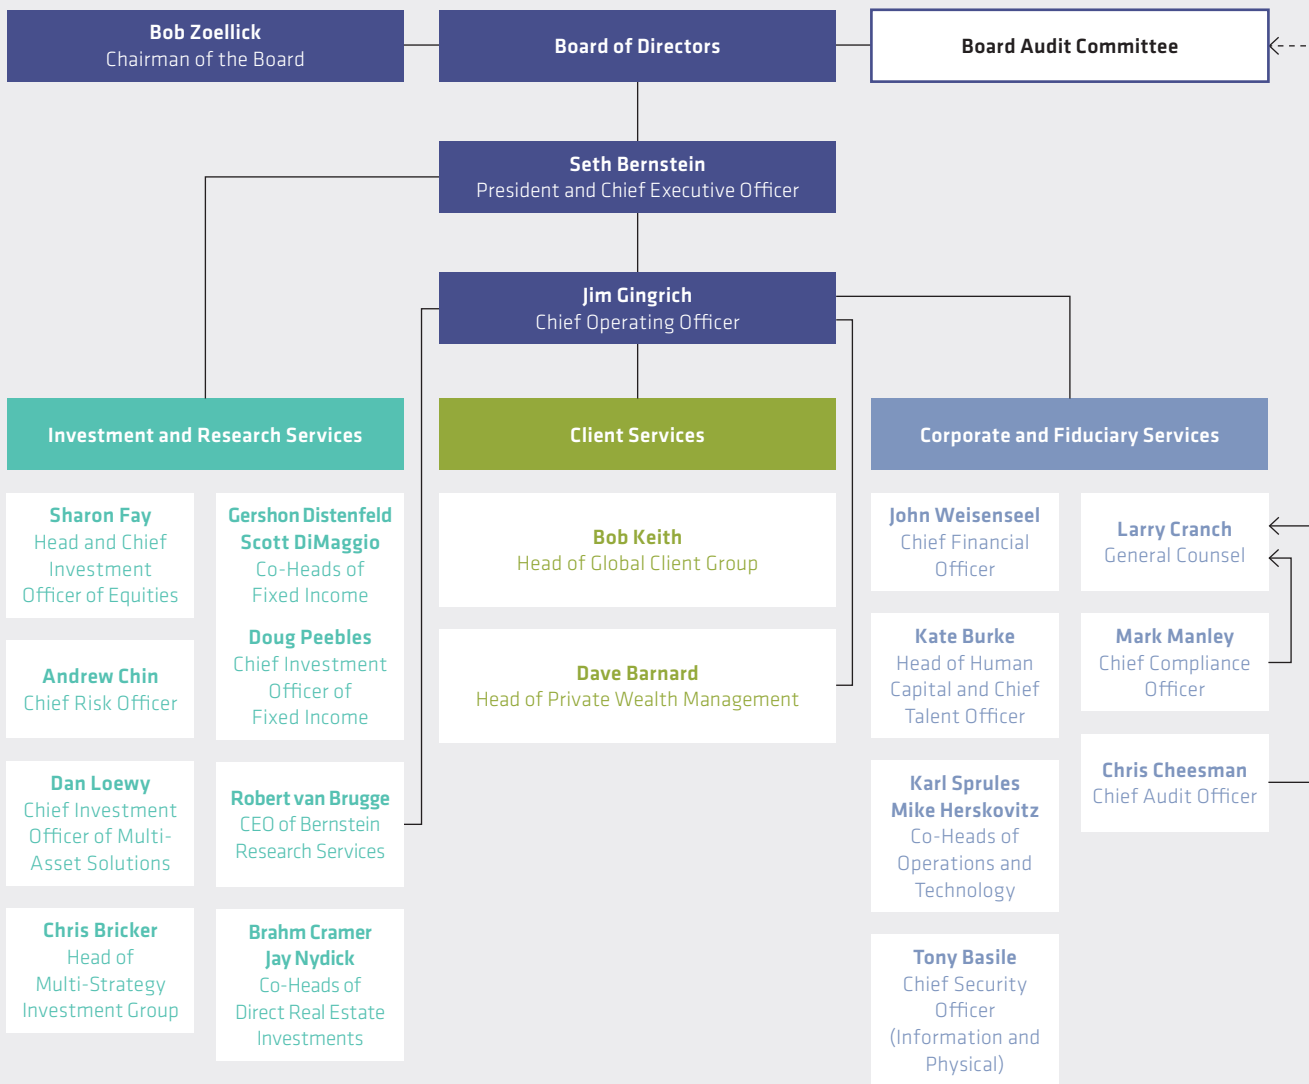 Bob Zoellick
Chairman of the Board
Board of Directors
Board Audit Committee
Seth Bernstein
President and Chief Executive Officer
Jim Gingrich
Chief Operating Officer
Investment and Research Services
Sharon Fay
Head and Chief
Investment
Officer of Equities
Andrew Chin
Chief Risk Officer
Dan Loewy
Chief Investment
Officer of Multi-
Asset Solutions
Chris Bricker
Head of
Multi-Strategy
Investment Group
Gershon Distenfeld
Scott DiMaggio
Co-Heads of
Fixed Income
Doug Peebles
Chief Investment
Officer of
Fixed Income
Robert van Brugge
CEO of Bernstein
Research Services
Brahm Cramer
Jay Nydick
Co-Heads of
Direct Real Estate
Investments
Client Services
Bob Keith
Head of Global Client Group
Dave Barnard
Head of Private Wealth Management
Corporate and Fiduciary Services
John Weisenseel
Chief Financial
Officer
Kate Burke
Head of Human
Capital and Chief
Talent Officer
Karl Sprules
Mike Herskovitz
Co-Heads of
Operations and
Technology
Tony Basile
Chief Security
Officer
(Information and
Physical)
Larry Cranch
General Counsel
Mark Manley
Chief Compliance
Officer
Chris Cheesman
Chief Audit Officer